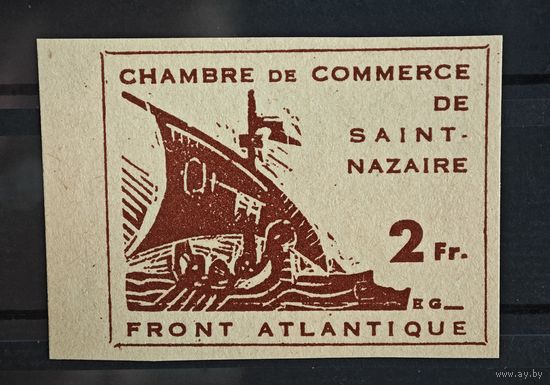 CHAMBRE DE COMMERCE
DE
SAINT-
NAZAIRE
2 Fr.
EG
FRONT ATLANTIQUE
www.ay.by